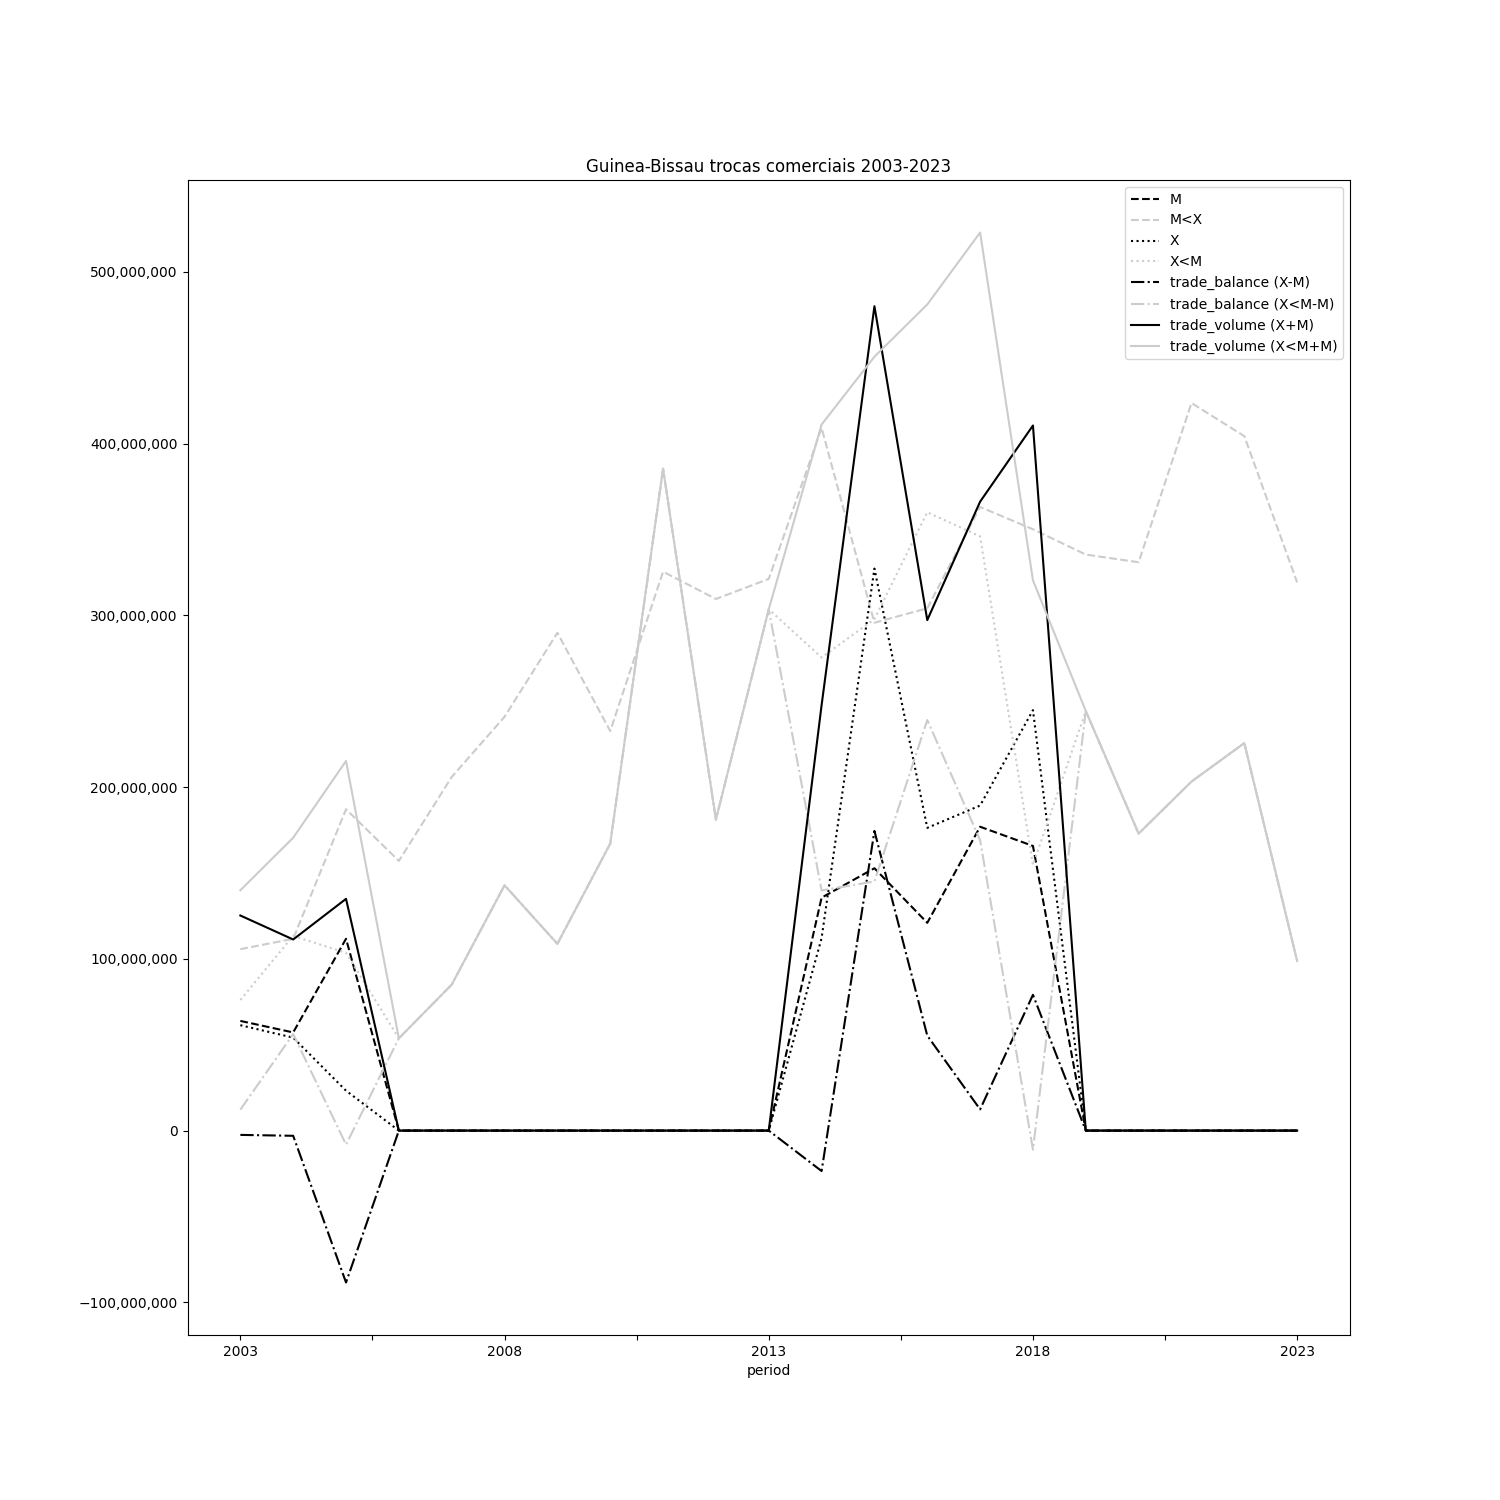 Guinea-Bissau trocas comerciais 2003-2023
M
M<X
X
X<M
trade_balance (X-M)
trade_balance (X<M-M)
trade_volume (X+M)
trade_volume (X<M+M)
500,000,000
400,000,000
300,000,000
200,000,000
100,000,000
0
−100,000,000
2003 2008 2013 2018 2023
period